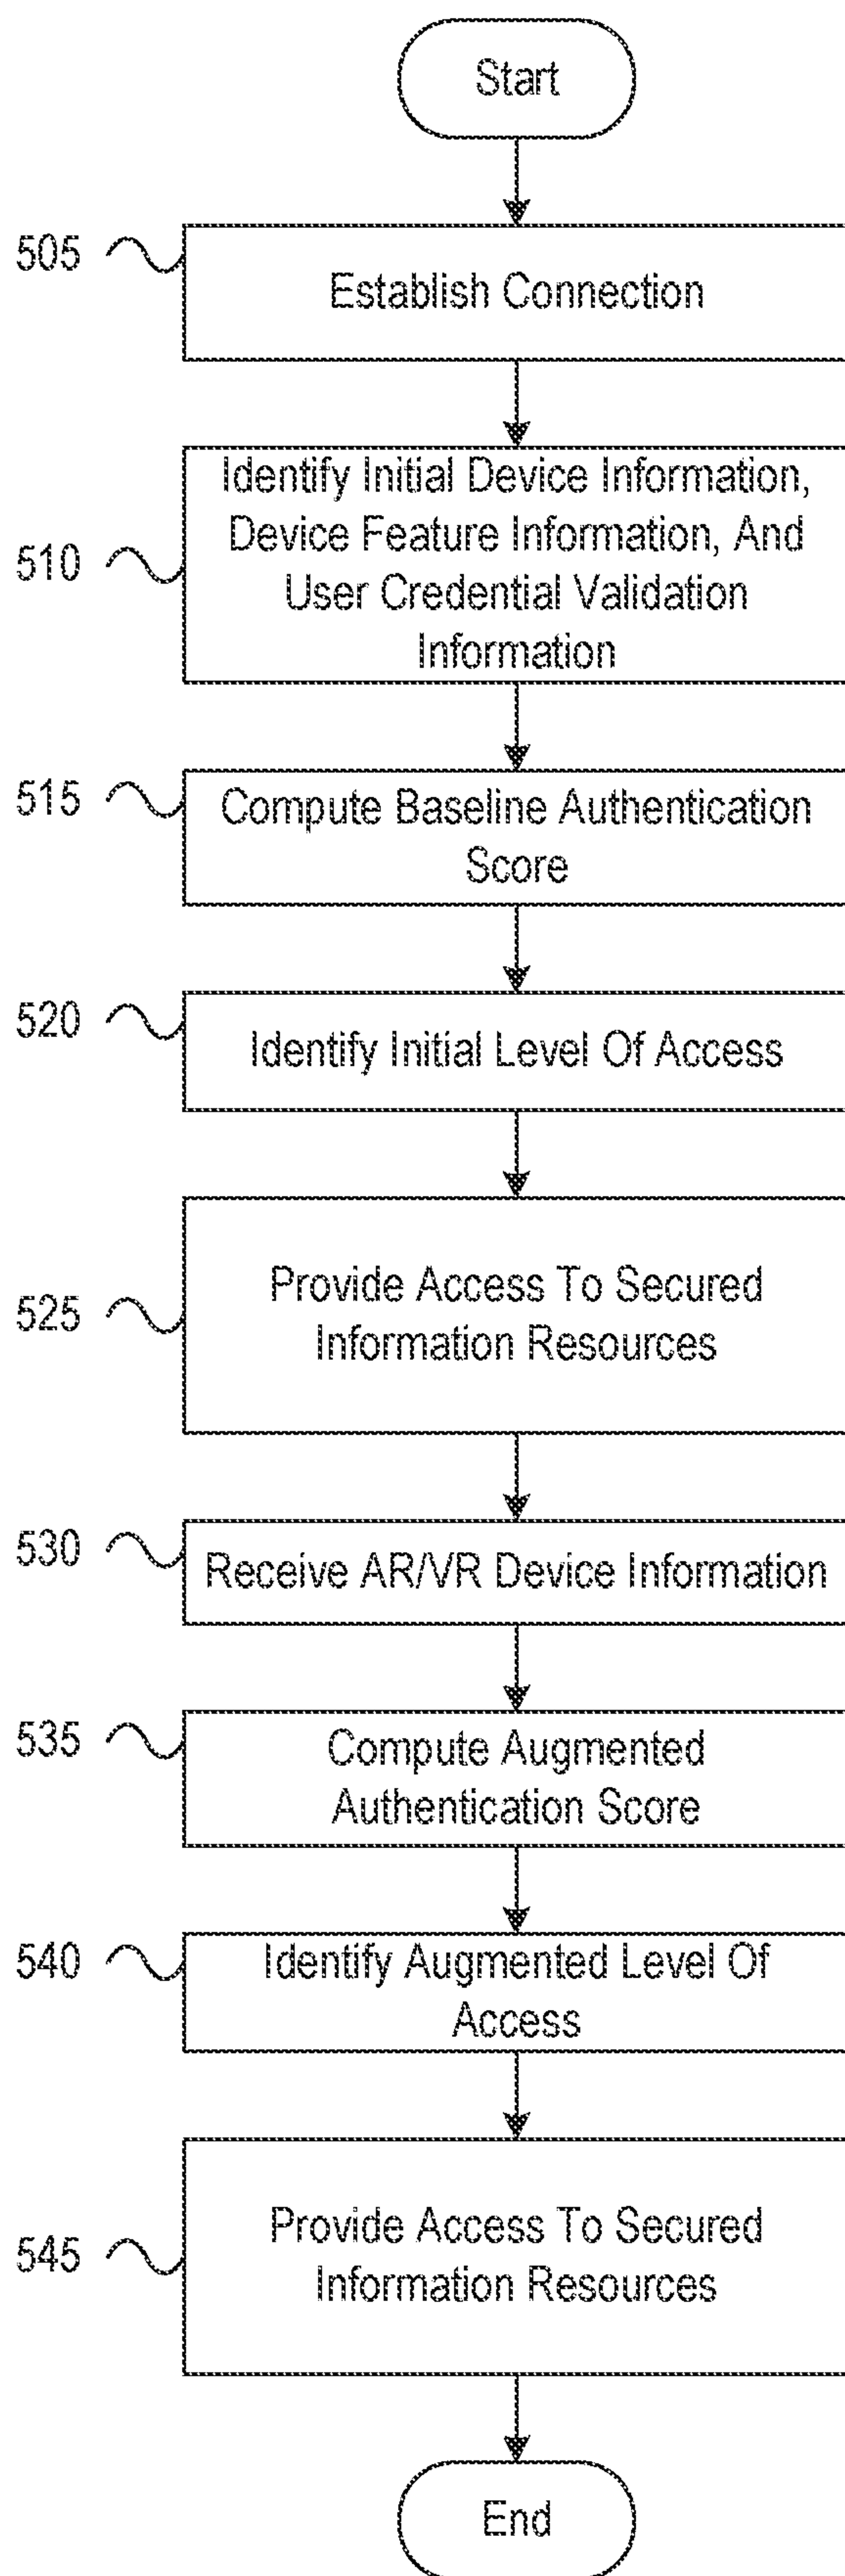 Start
505
Establish Connection
510
Identify Initial Device Information,
Device Feature Information, And
User Credential Validation
Information
515
Compute Baseline Authentication
Score
520
Identify Initial Level Of Access
525
Provide Access To Secured
Information Resources
530
Receive AR/VR Device Information
535
Compute Augmented
Authentication Score
540
Identify Augmented Level Of
Access
545
Provide Access To Secured
Information Resources
End